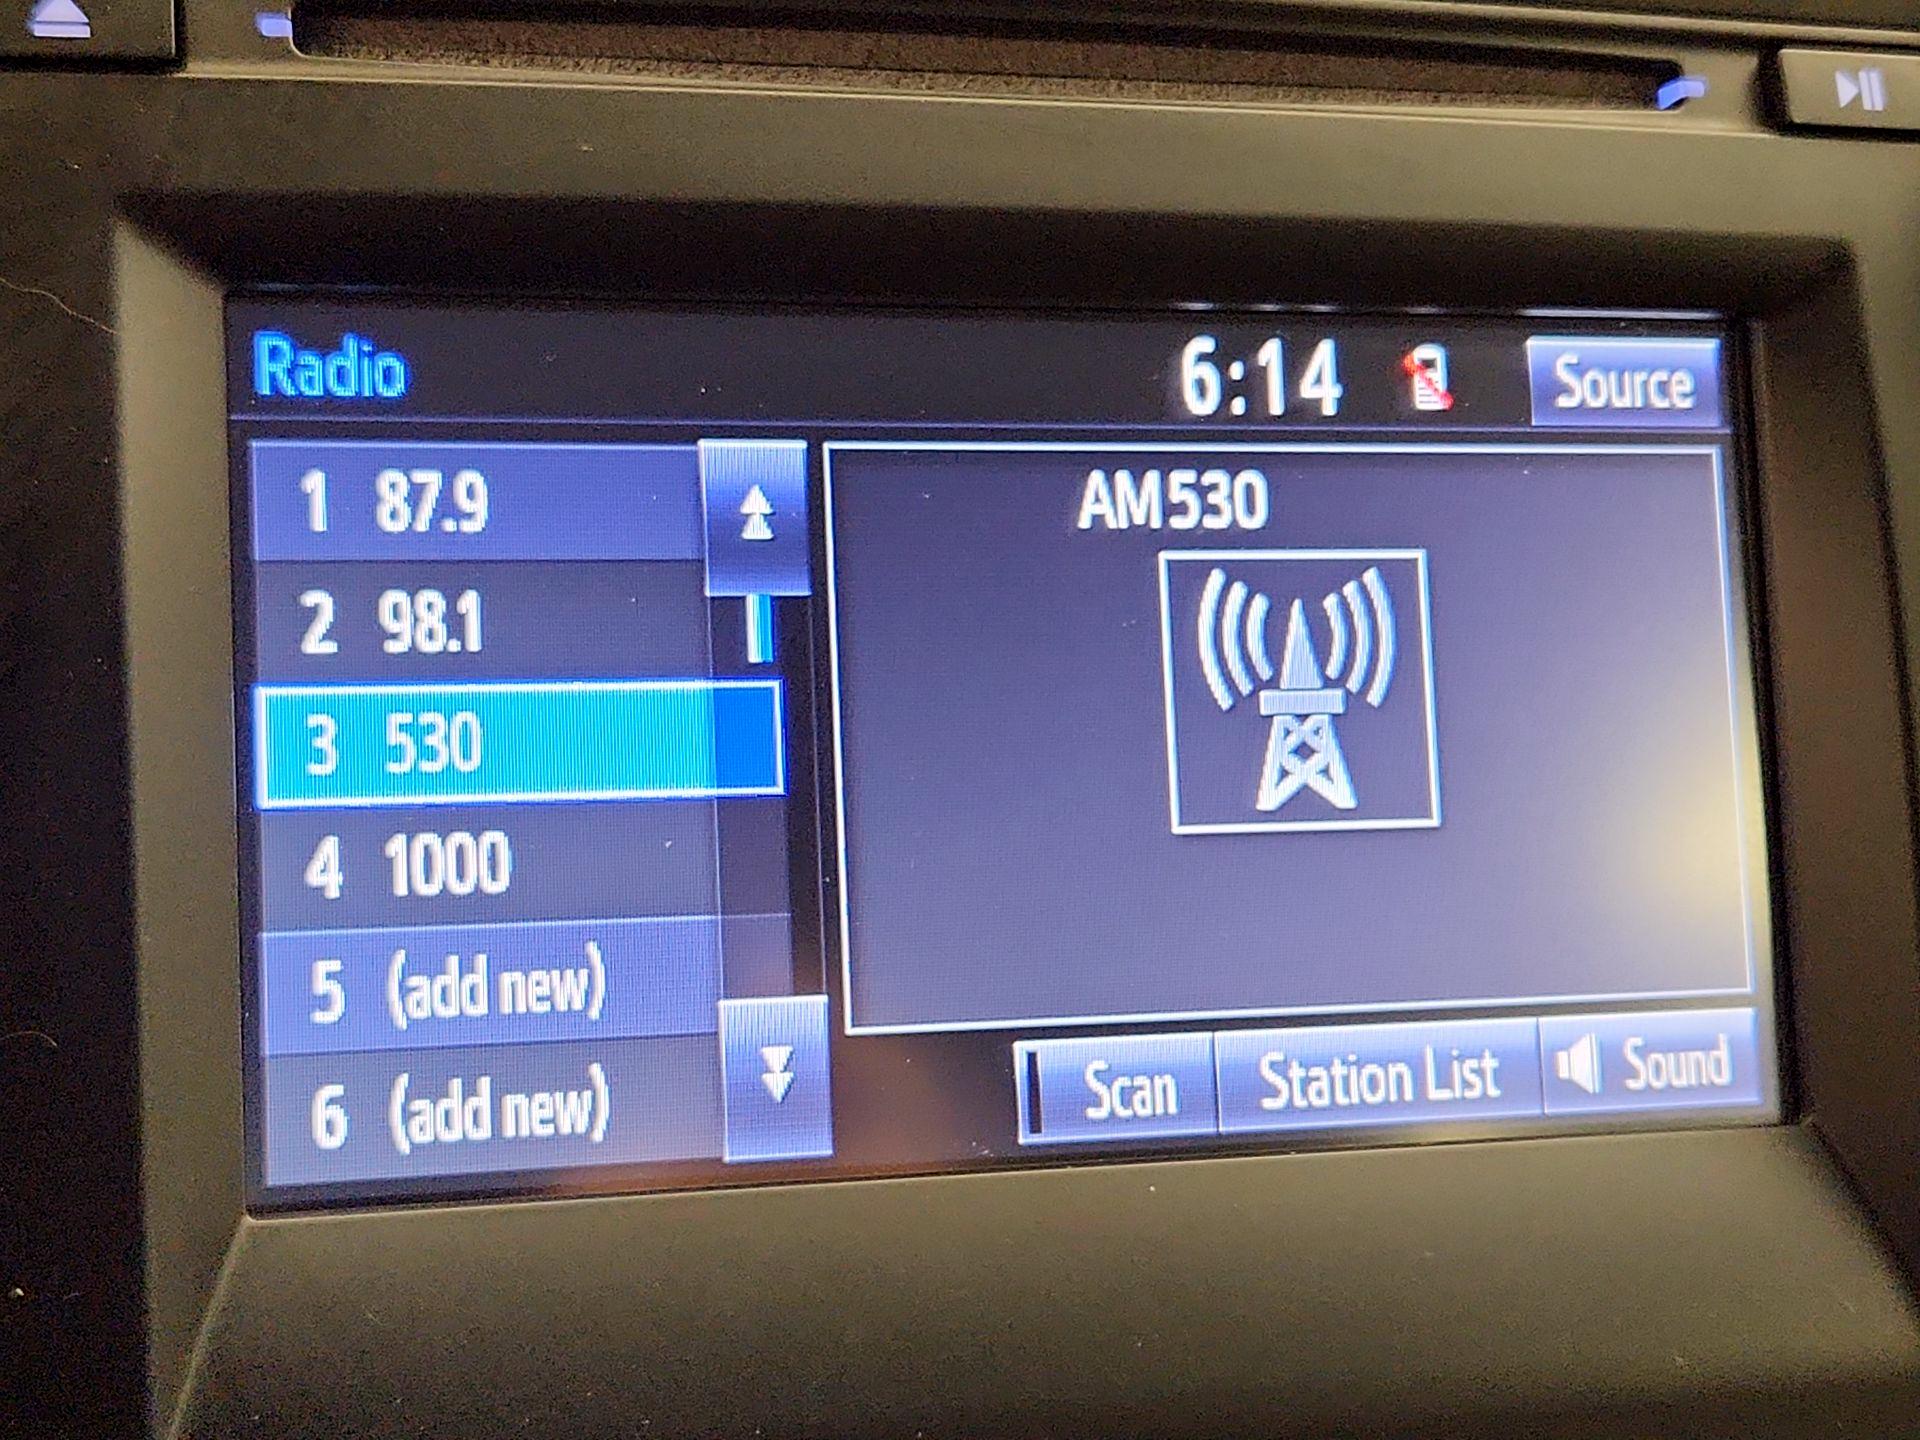 Radio 6:14 Source
1 87.9
2 98.1
3 530
4 1000
5 (add new)
6 (add new)
AM530
Scan Station List Sound